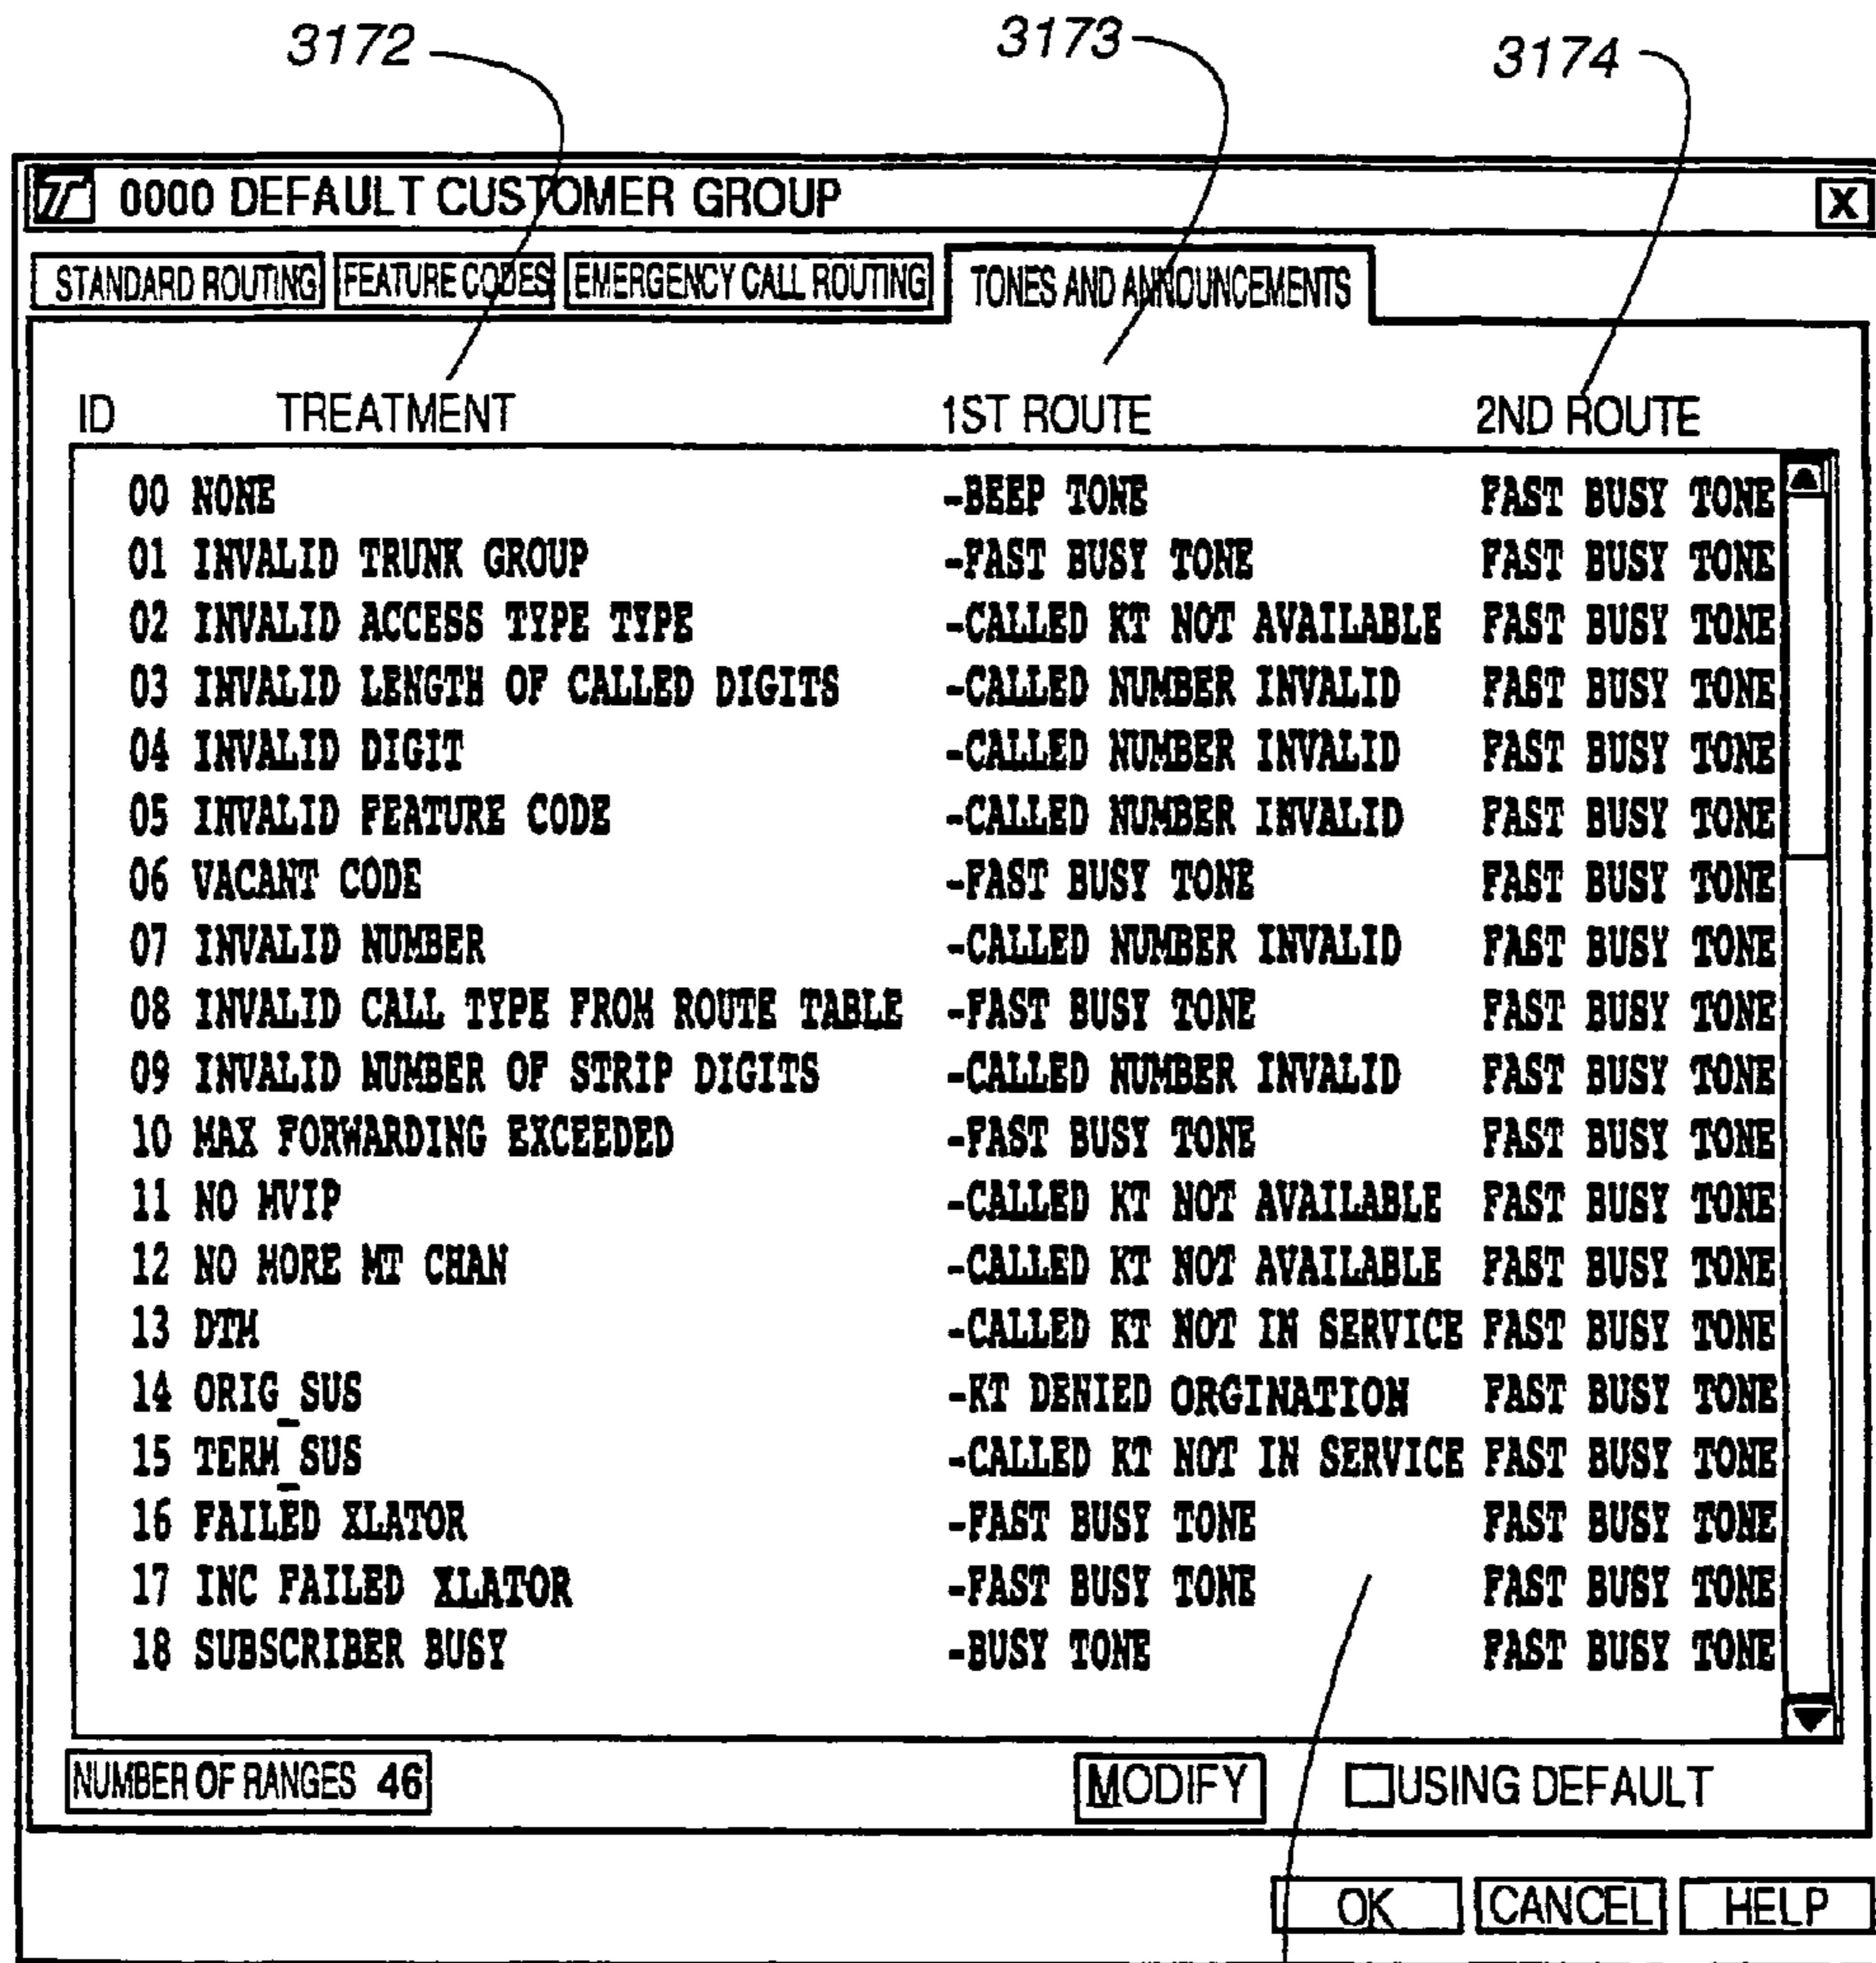 3172 3173 3174
0000 DEFAULT CUSTOMER GROUP X
STANDARD ROUTING FEATURE CODES EMERGENCY CALL ROUTING TONES AND ANNOUNCEMENTS
ID TREATMENT 1ST ROUTE 2ND ROUTE
00 NONE -BEEP TONE FAST BUSY TONE
01 INVALID TRUNK GROUP -FAST BUSY TONE FAST BUSY TONE
02 INVALID ACCESS TYPE TYPE -CALLED KT NOT AVAILABLE FAST BUSY TONE
03 INVALID LENGTH OF CALLED DIGITS -CALLED NUMBER INVALID FAST BUSY TONE
04 INVALID DIGIT -CALLED NUMBER INVALID FAST BUSY TONE
05 INVALID FEATURE CODE -CALLED NUMBER INVALID FAST BUSY TONE
06 VACANT CODE -FAST BUSY TONE FAST BUSY TONE
07 INVALID NUMBER -CALLED NUMBER INVALID FAST BUSY TONE
08 INVALID CALL TYPE FROM ROUTE TABLE -FAST BUSY TONE FAST BUSY TONE
09 INVALID NUMBER OF STRIP DIGITS -CALLED NUMBER INVALID FAST BUSY TONE
10 MAX FORWARDING EXCEEDED -FAST BUSY TONE FAST BUSY TONE
11 NO MVIP -CALLED KT NOT AVAILABLE FAST BUSY TONE
12 NO MORE MT CHAN -CALLED KT NOT AVAILABLE FAST BUSY TONE
13 DTM -CALLED KT NOT IN SERVICE FAST BUSY TONE
14 ORIG_SUS -KT DENIED ORGINATION FAST BUSY TONE
15 TERM_SUS -CALLED KT NOT IN SERVICE FAST BUSY TONE
16 FAILED XLATOR -FAST BUSY TONE FAST BUSY TONE
17 INC FAILED XLATOR -FAST BUSY TONE FAST BUSY TONE
18 SUBSCRIBER BUSY -BUSY TONE FAST BUSY TONE
NUMBER OF RANGES 46 MODIFY USING DEFAULT
OK CANCEL HELP